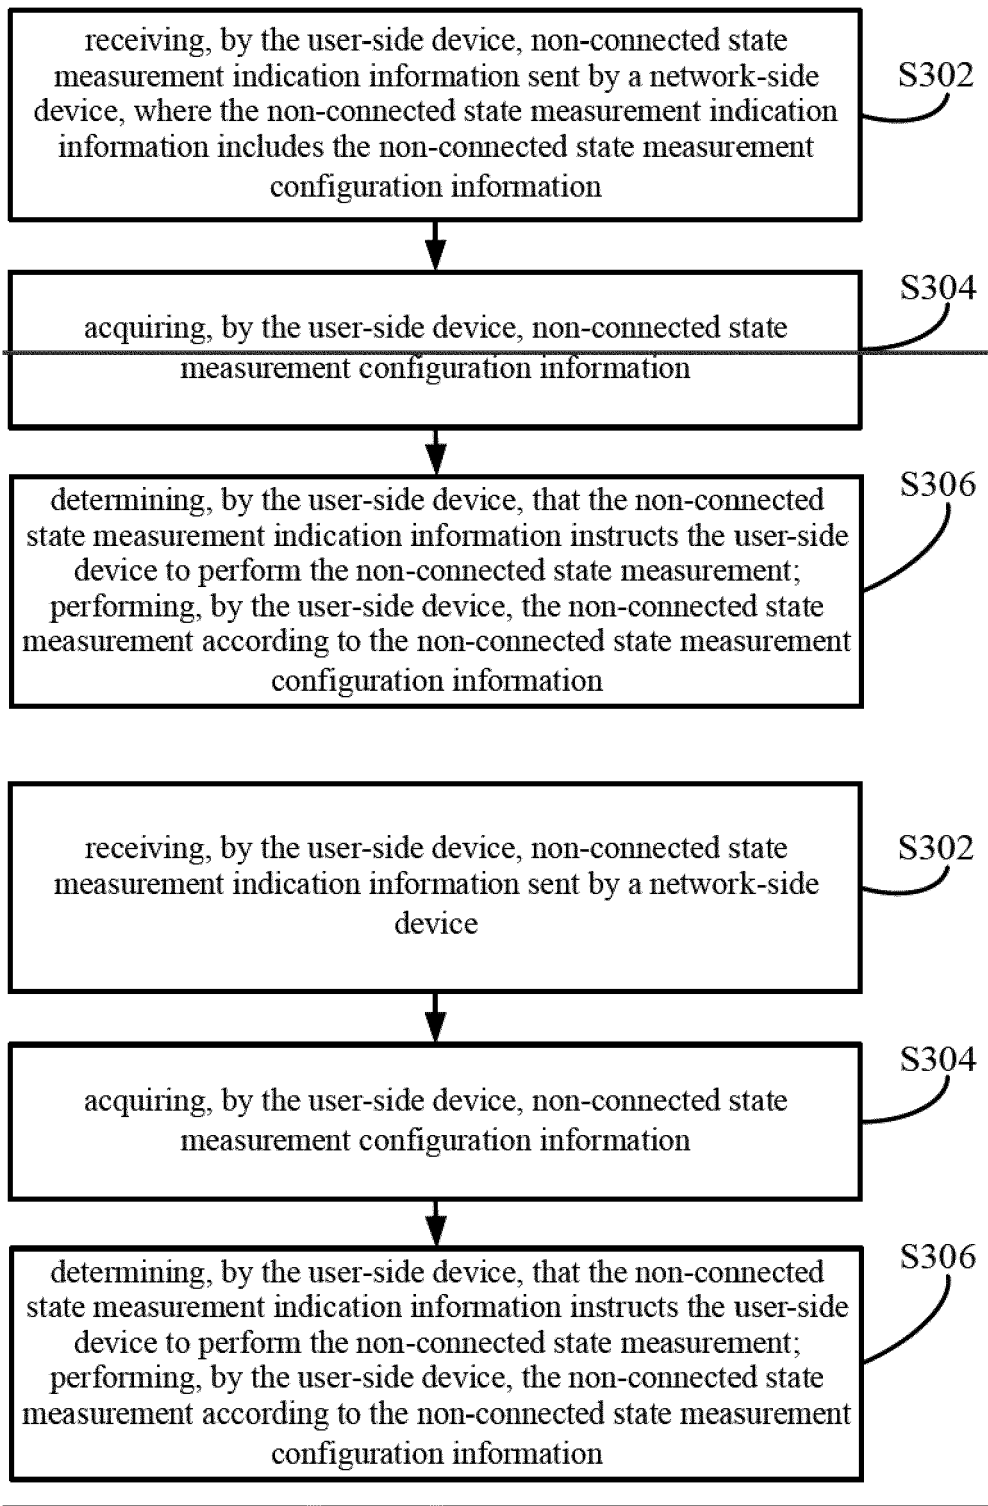 receiving, by the user-side device, non-connected state
measurement indication information sent by a network-side
device, where the non-connected state measurement indication
information includes the non-connected state measurement
configuration information
S302
acquiring, by the user-side device, non-connected state
measurement configuration information
S304
determining, by the user-side device, that the non-connected
state measurement indication information instructs the user-side
device to perform the non-connected state measurement;
performing, by the user-side device, the non-connected state
measurement according to the non-connected state measurement
configuration information
S306
receiving, by the user-side device, non-connected state
measurement indication information sent by a network-side
device
S302
acquiring, by the user-side device, non-connected state
measurement configuration information
S304
determining, by the user-side device, that the non-connected
state measurement indication information instructs the user-side
device to perform the non-connected state measurement;
performing, by the user-side device, the non-connected state
measurement according to the non-connected state measurement
configuration information
S306